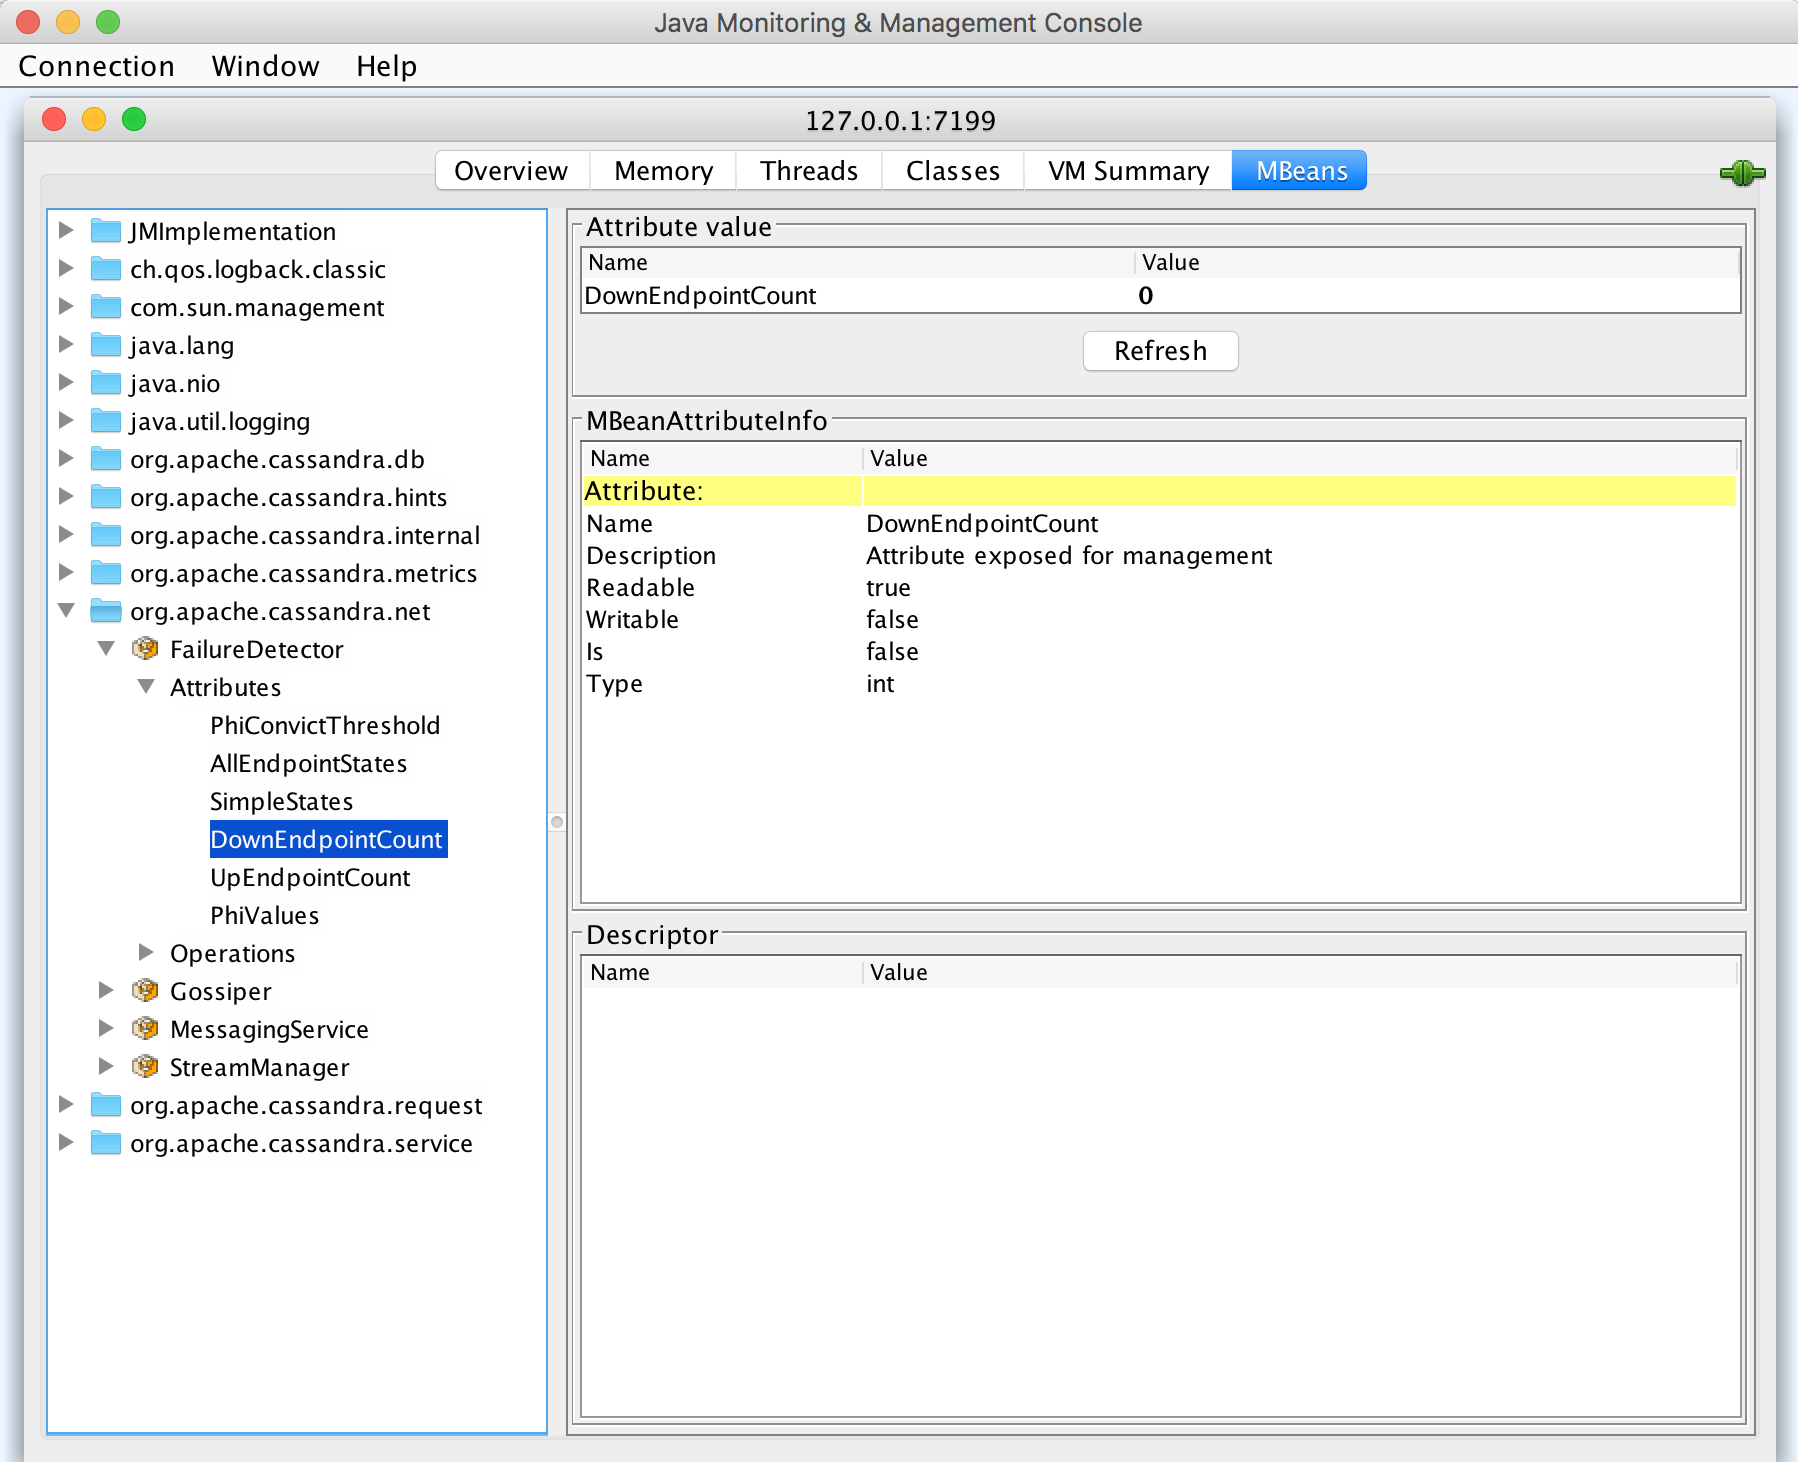 Java Monitoring & Management Console
Connection Window Help
127.0.0.1:7199
Overview Memory Threads Classes VM Summary MBeans
JMImplementation
ch.qos.logback.classic
com.sun.management
java.lang
java.nio
java.util.logging
org.apache.cassandra.db
org.apache.cassandra.hints
org.apache.cassandra.internal
org.apache.cassandra.metrics
org.apache.cassandra.net
FailureDetector
Attributes
PhiConvictThreshold
AllEndpointStates
SimpleStates
DownEndpointCount
UpEndpointCount
PhiValues
Operations
Gossiper
MessagingService
StreamManager
org.apache.cassandra.request
org.apache.cassandra.service
Attribute value
Name Value
DownEndpointCount 0
Refresh
MBeanAttributeInfo
Name Value
Attribute:
Name DownEndpointCount
Description Attribute exposed for management
Readable true
Writable false
Is false
Type int
Descriptor
Name Value